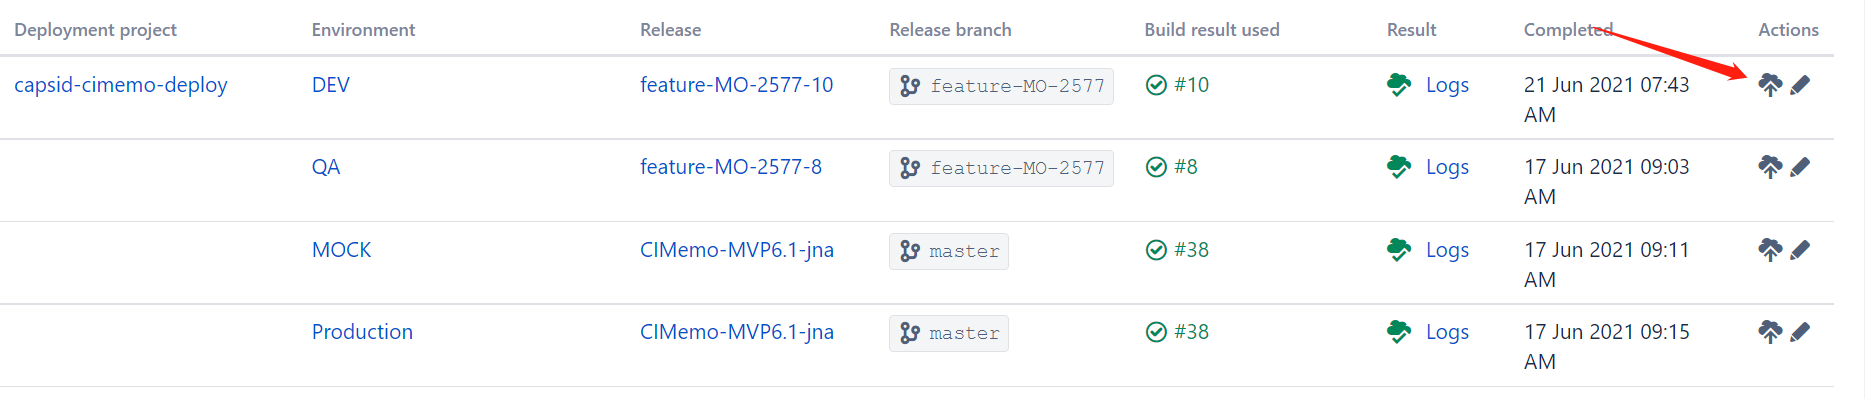 Deployment project Environment Release Release branch Build result used Result Completed Actions
capsid-cimemo-deploy DEV feature-MO-2577-10 feature-MO-2577 #10 Logs 21 Jun 2021 07:43
AM
QA feature-MO-2577-8 feature-MO-2577 #8 Logs 17 Jun 2021 09:03
AM
MOCK CIMemo-MVP6.1-jna master #38 Logs 17 Jun 2021 09:11
AM
Production CIMemo-MVP6.1-jna master #38 Logs 17 Jun 2021 09:15
AM